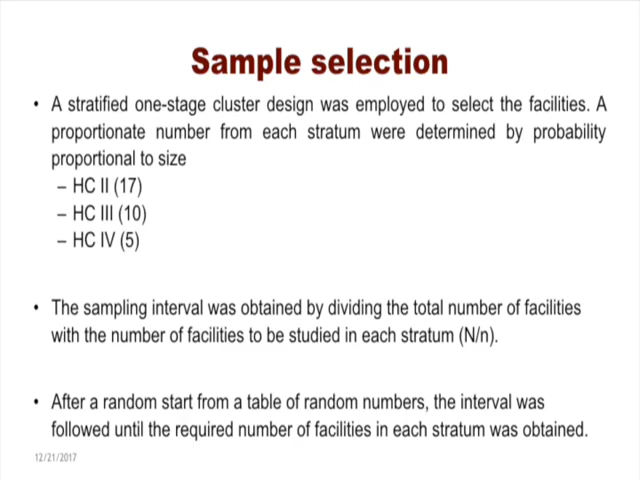 Sample selection
• A stratified one-stage cluster design was employed to select the facilities. A
proportionate number from each stratum were determined by probability
proportional to size
– HC II (17)
– HC III (10)
– HC IV (5)
• The sampling interval was obtained by dividing the total number of facilities
with the number of facilities to be studied in each stratum (N/n).
• After a random start from a table of random numbers, the interval was
followed until the required number of facilities in each stratum was obtained.
12/21/2017